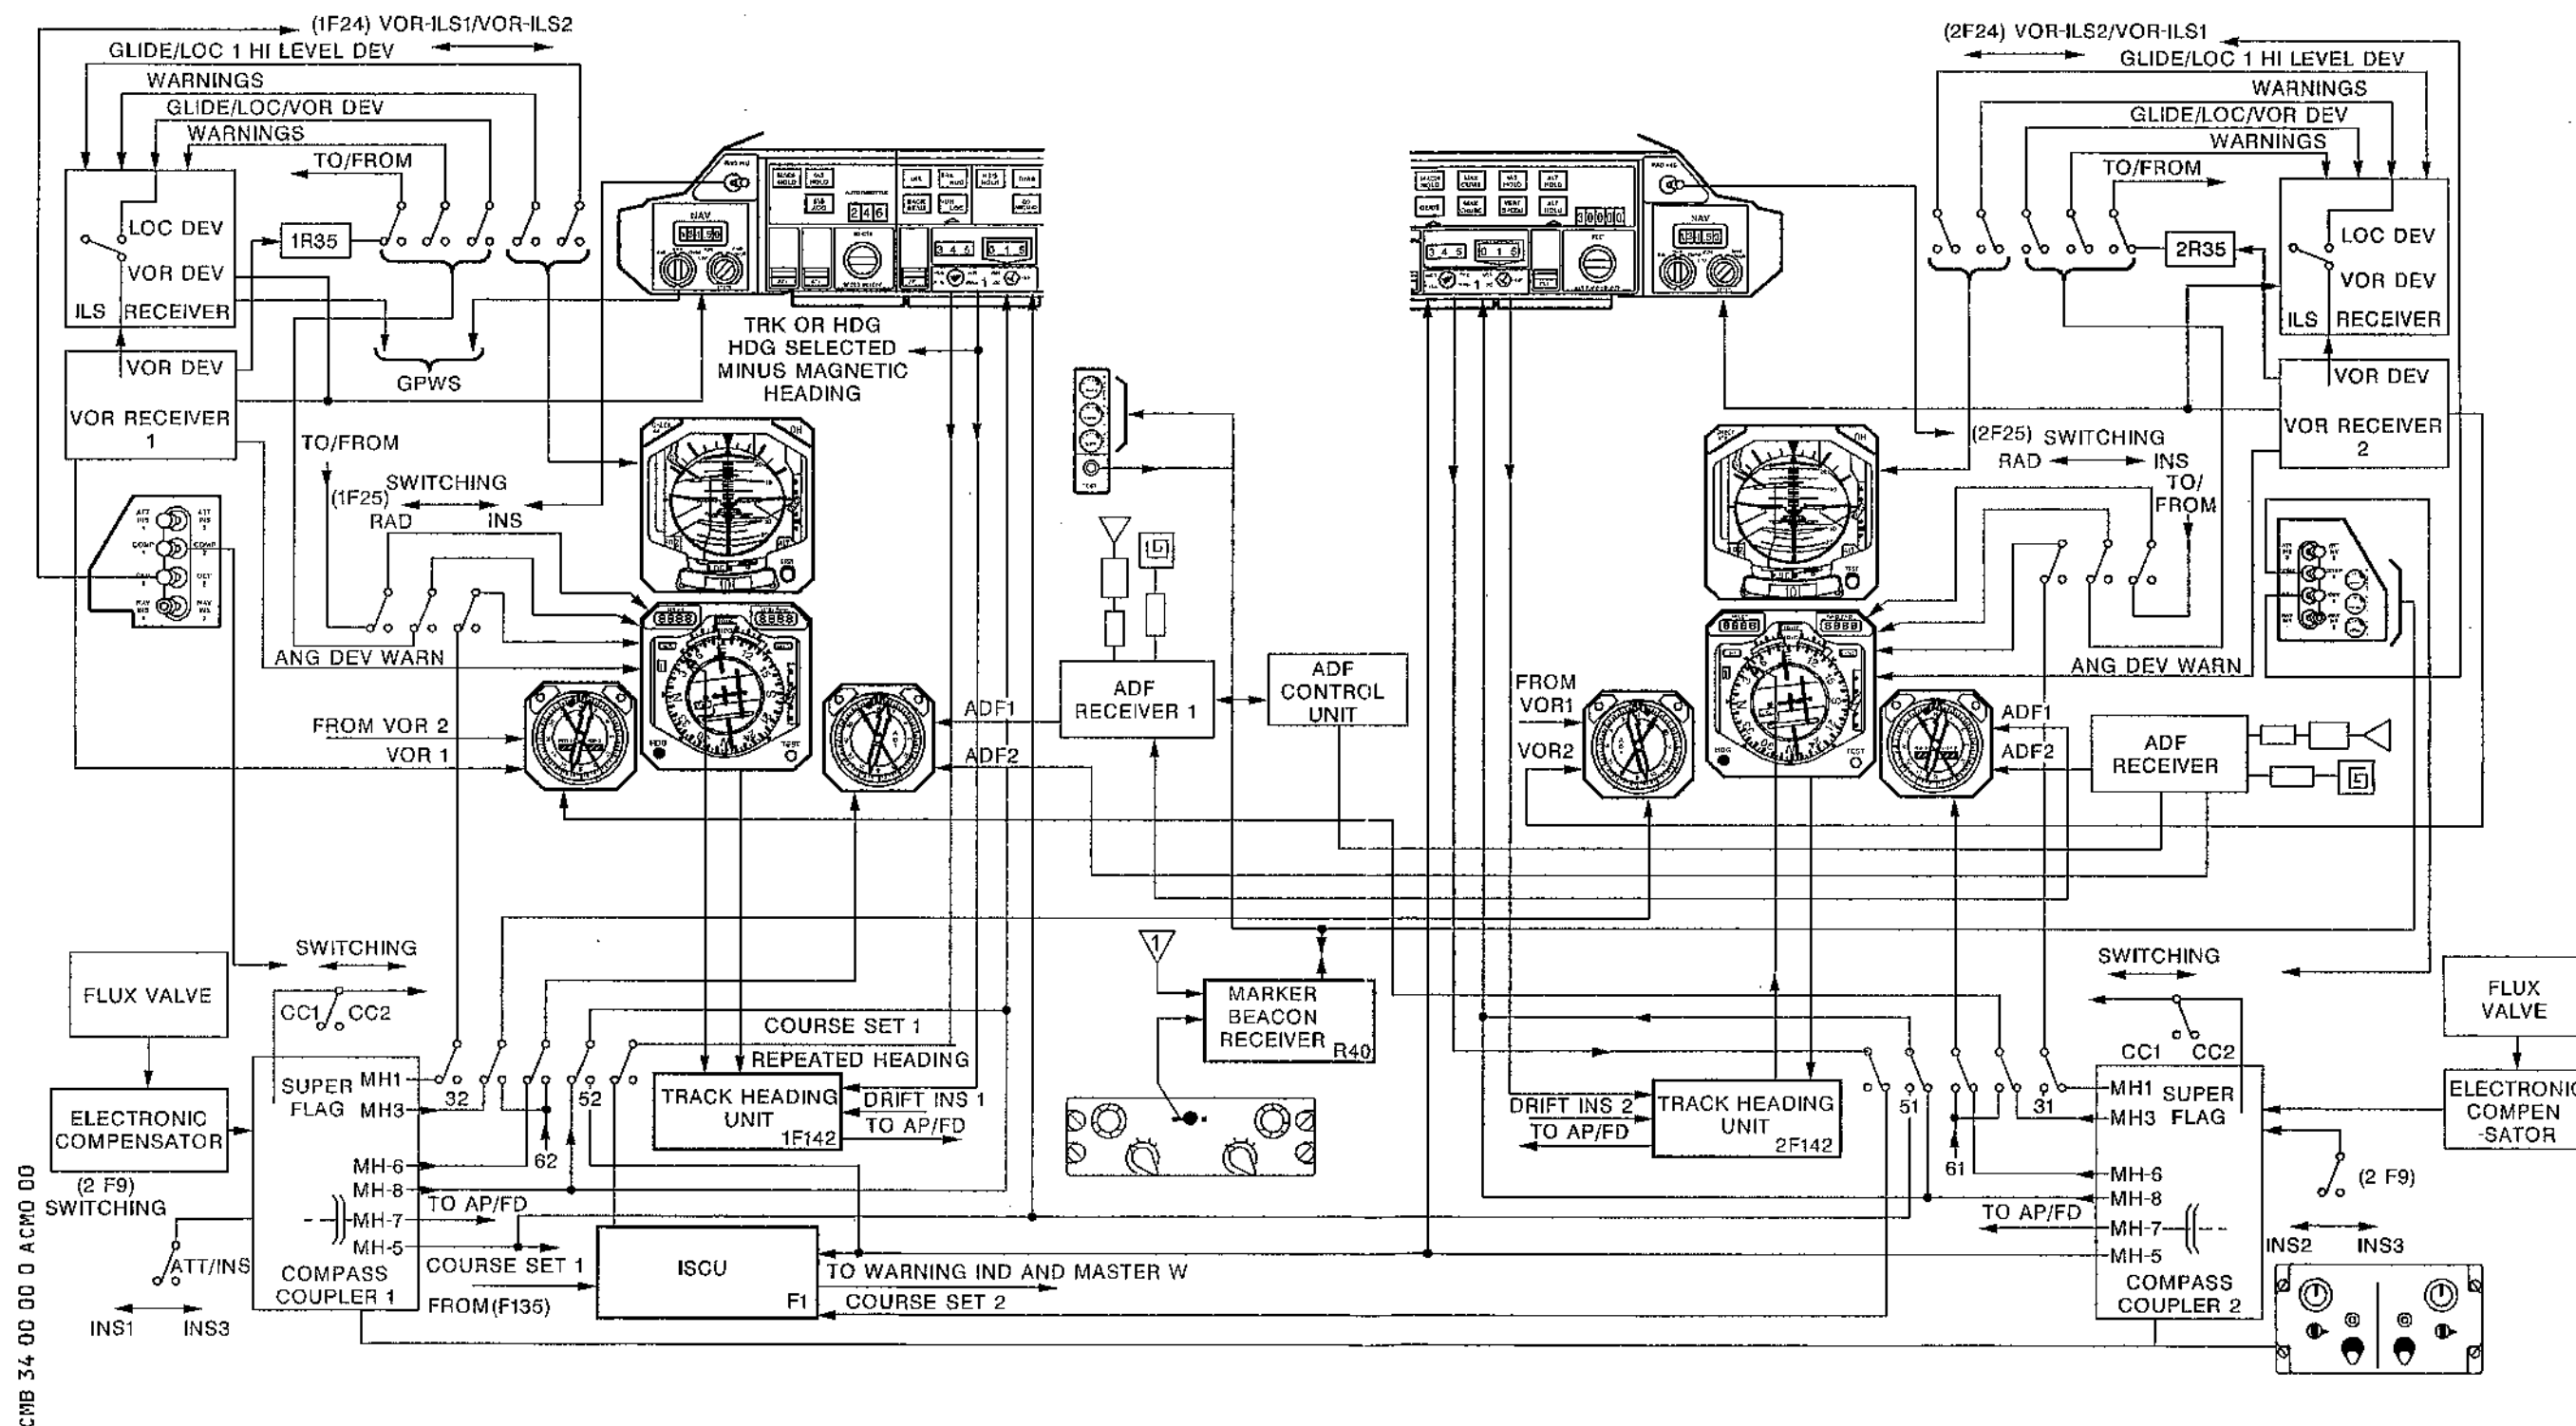 (1F24) VOR-ILS1/VOR-ILS2
GLIDE/LOC 1 HI LEVEL DEV
WARNINGS
GLIDE/LOC/VOR DEV
WARNINGS
TO/FROM
1R35
LOC DEV
VOR DEV
ILS RECEIVER
VOR DEV
VOR RECEIVER
1
GPWS
TO/FROM
SWITCHING
(1F25)
RAD INS
ANG DEV WARN
FROM VOR 2
VOR 1
NAV
TRK OR HDG
HDG SELECTED
MINUS MAGNETIC
HEADING
HDG
TEST
ADF1
ADF2
TEST
ADF
RECEIVER 1
ADF
CONTROL
UNIT
(2F24) VOR-ILS2/VOR-ILS1
GLIDE/LOC 1 HI LEVEL DEV
WARNINGS
GLIDE/LOC/VOR DEV
WARNINGS
TO/FROM
NAV
2R35
LOC DEV
VOR DEV
ILS RECEIVER
VOR DEV
VOR RECEIVER
2
(2F25) SWITCHING
RAD INS
TO/
FROM
ANG DEV WARN
FROM
VOR1
VOR2
ADF1
ADF2
HDG
TEST
ADF
RECEIVER
FLUX VALVE
SWITCHING
CC1 CC2
ELECTRONIC
COMPENSATOR
(2 F9)
SWITCHING
ATT/INS
INS1 INS3
SUPER
FLAG
MH1
MH3
MH-6
MH-8
MH-7
MH-5
COMPASS
COUPLER 1
32
62
52
TO AP/FD
COURSE SET 1
FROM(F135)
COURSE SET 1
REPEATED HEADING
TRACK HEADING
UNIT
1F142
DRIFT INS 1
TO AP/FD
ISCU
F1
TO WARNING IND AND MASTER W
COURSE SET 2
1
MARKER
BEACON
RECEIVER
R40
DRIFT INS 2
TO AP/FD
TRACK HEADING
UNIT
2F142
51
61
31
SWITCHING
CC1 CC2
MH1
SUPER
MH3
FLAG
MH-6
MH-8
MH-7
MH-5
TO AP/FD
COMPASS
COUPLER 2
FLUX
VALVE
ELECTRONIC
COMPEN
-SATOR
(2 F9)
INS2 INS3
CMB 34 00 00 0 ACM0 00